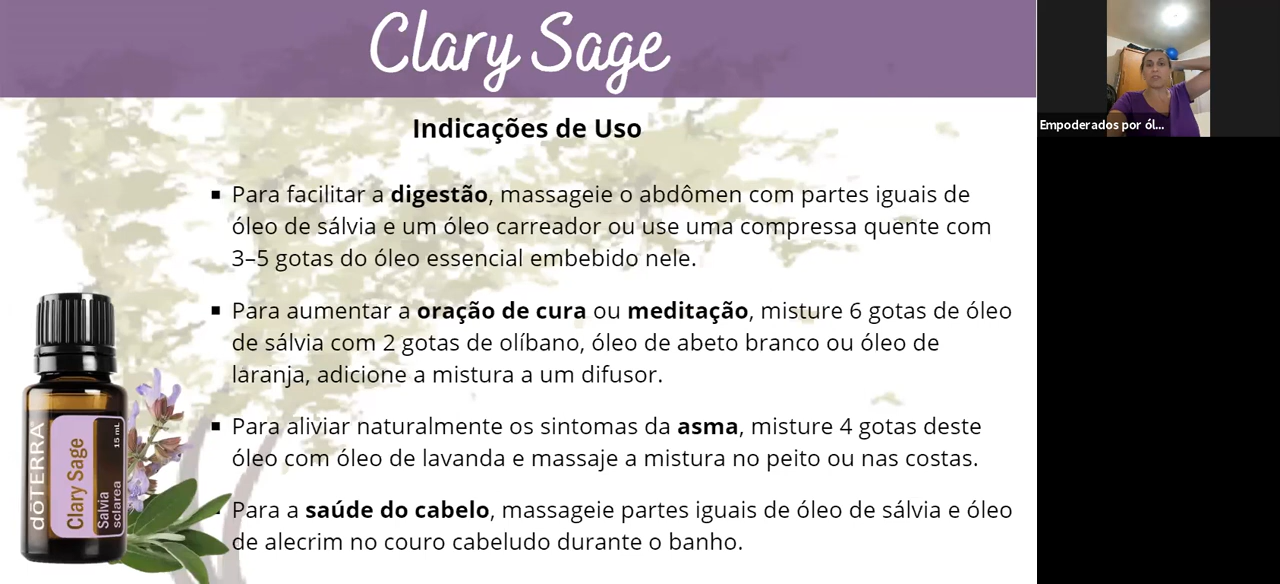 Clary Sage
Indicações de Uso
Para facilitar a digestão, massageie o abdômen com partes iguais de
óleo de sálvia e um óleo carreador ou use uma compressa quente com
3–5 gotas do óleo essencial embebido nele.
Para aumentar a oração de cura ou meditação, misture 6 gotas de óleo
de sálvia com 2 gotas de olíbano, óleo de abeto branco ou óleo de
laranja, adicione a mistura a um difusor.
Para aliviar naturalmente os sintomas da asma, misture 4 gotas deste
óleo com óleo de lavanda e massaje a mistura no peito ou nas costas.
Para a saúde do cabelo, massageie partes iguais de óleo de sálvia e óleo
de alecrim no couro cabeludo durante o banho.
dōTERRA
Clary Sage
Salvia
sclarea
15 mL
Empoderados por ól...